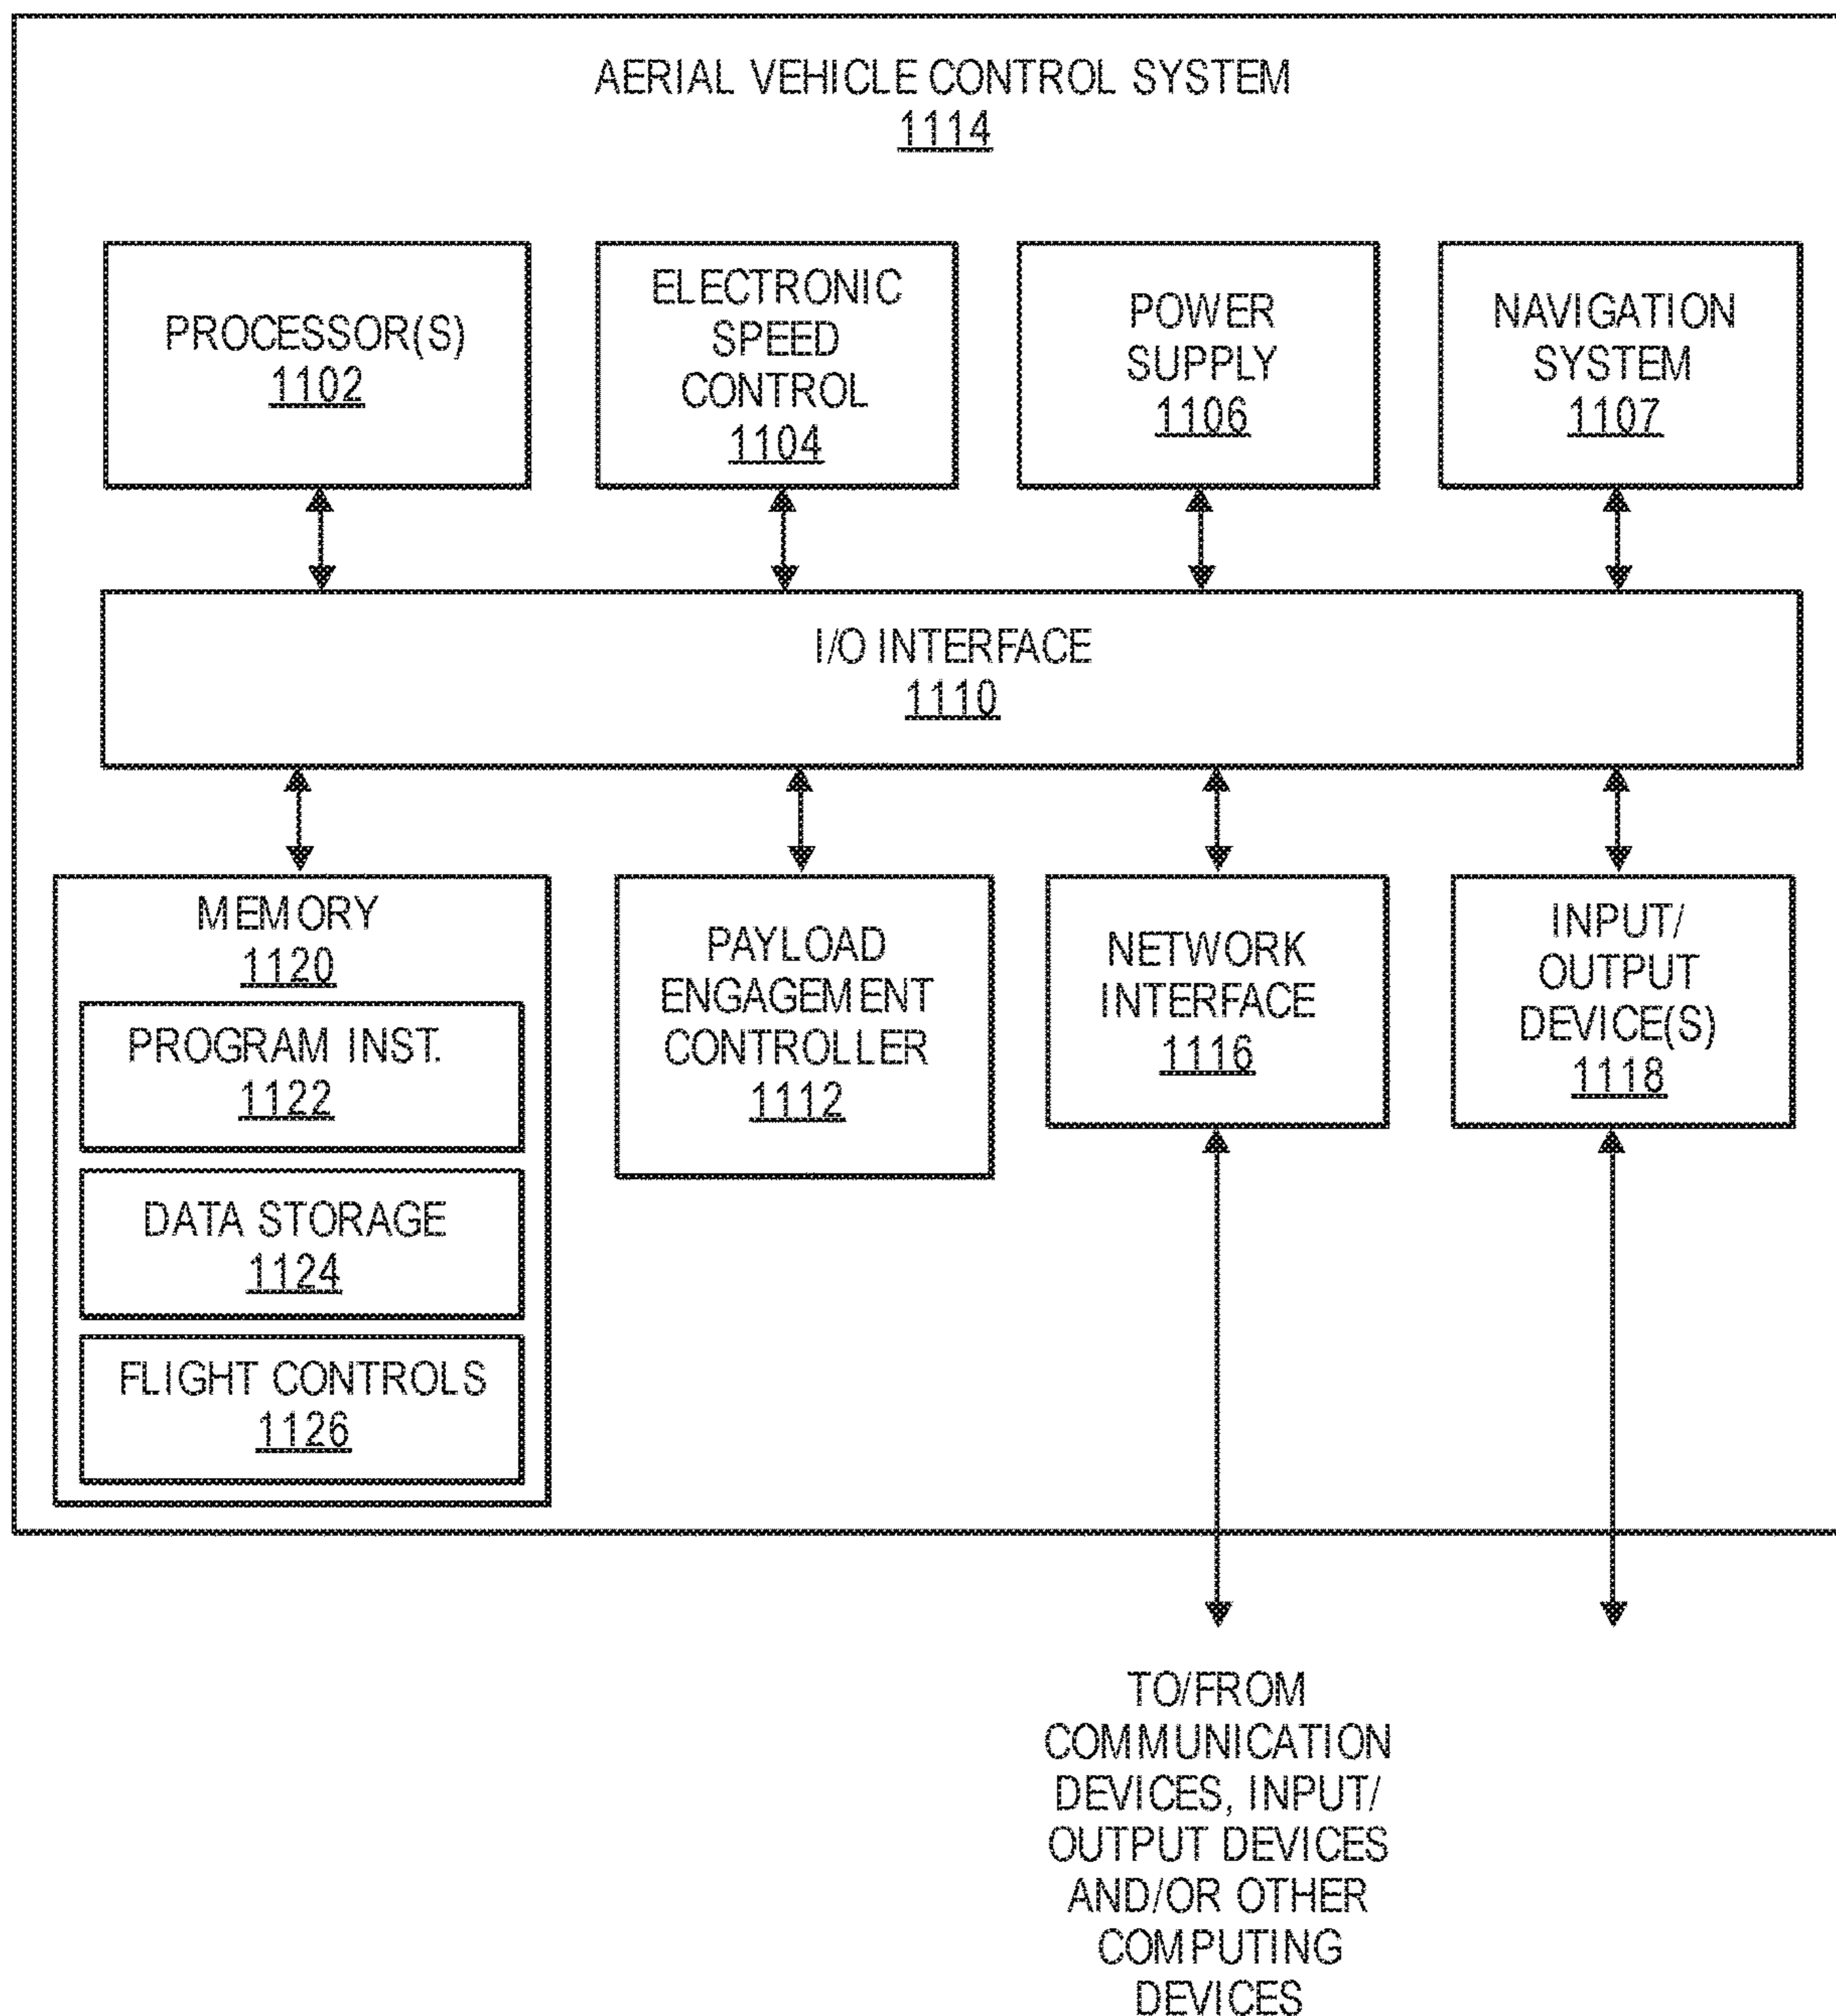 AERIAL VEHICLE CONTROL SYSTEM
1114
PROCESSOR(S)
1102
ELECTRONIC
SPEED
CONTROL
1104
POWER
SUPPLY
1106
NAVIGATION
SYSTEM
1107
I/O INTERFACE
1110
MEMORY
1120
PROGRAM INST.
1122
DATA STORAGE
1124
FLIGHT CONTROLS
1126
PAYLOAD
ENGAGEMENT
CONTROLLER
1112
NETWORK
INTERFACE
1116
INPUT/
OUTPUT
DEVICE(S)
1118
TO/FROM
COMMUNICATION
DEVICES, INPUT/
OUTPUT DEVICES
AND/OR OTHER
COMPUTING
DEVICES